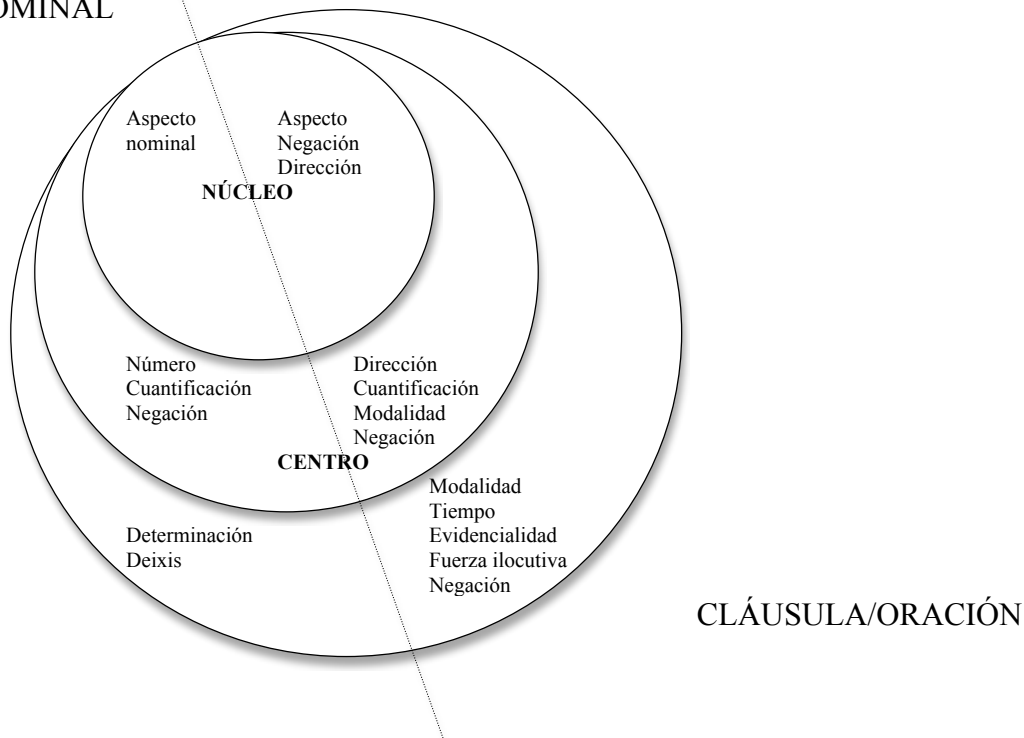 OMINAL
Aspecto
nominal
Aspecto
Negación
Dirección
NÚCLEO
Número
Cuantificación
Negación
Dirección
Cuantificación
Modalidad
Negación
CENTRO
Determinación
Deixis
Modalidad
Tiempo
Evidencialidad
Fuerza ilocutiva
Negación
CLÁUSULA/ORACIÓN